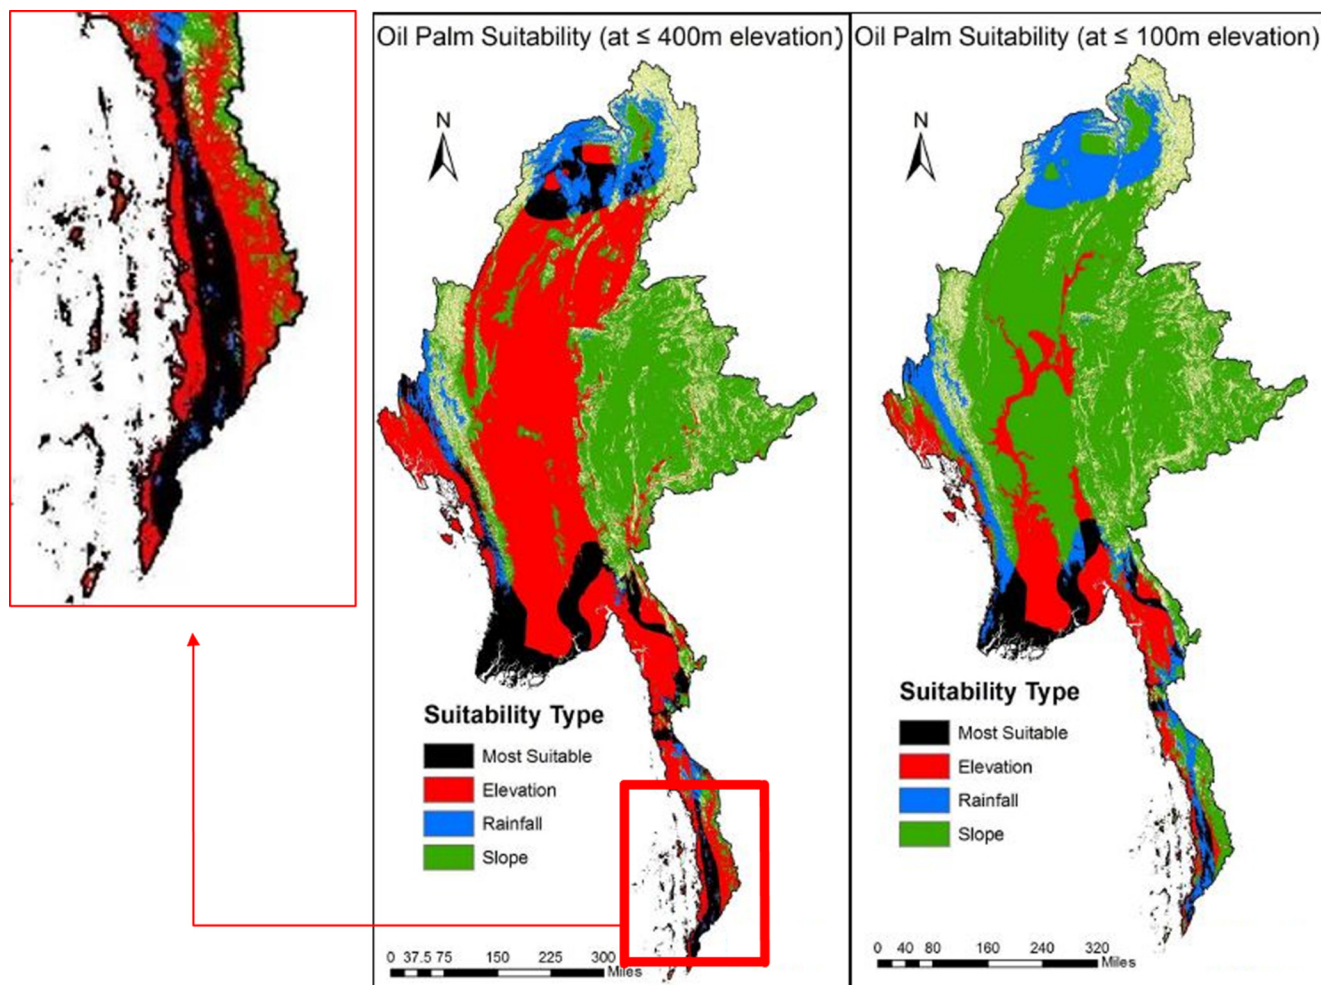 Oil Palm Suitability (at ≤ 400m elevation)
N
Suitability Type
Most Suitable
Elevation
Rainfall
Slope
0 37.5 75 150 225 300
Miles
Oil Palm Suitability (at ≤ 100m elevation)
N
Suitability Type
Most Suitable
Elevation
Rainfall
Slope
0 40 80 160 240 320
Miles